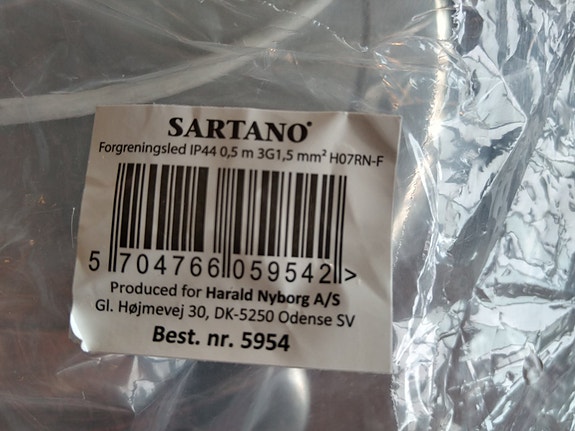 SARTANO®
Forgreningsled IP44 0,5 m 3G1,5 mm² H07RN-F
5 704766 059542 >
Produced for Harald Nyborg A/S
Gl. Højmevej 30, DK-5250 Odense SV
Best. nr. 5954